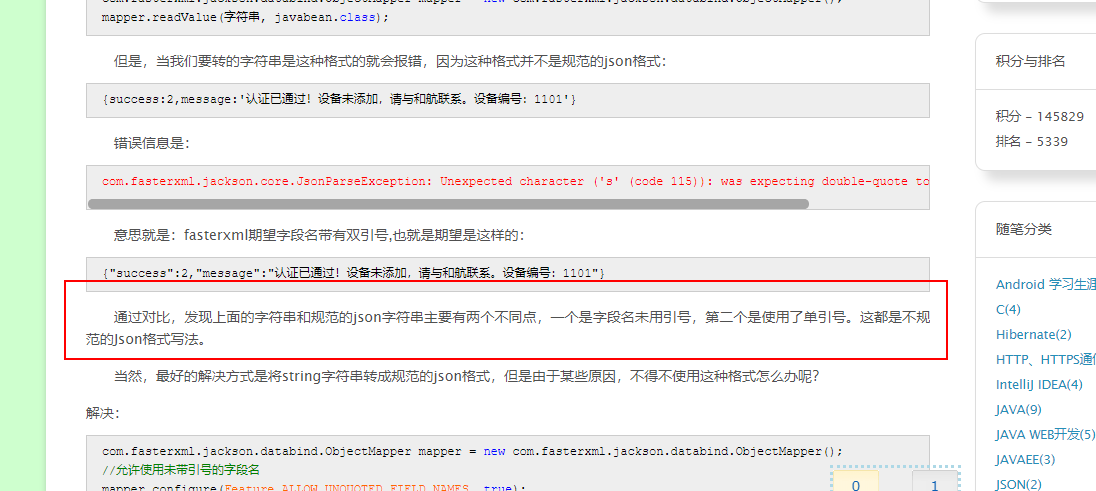 com.fasterxml.jackson.databind.ObjectMapper mapper = new com.fasterxml.jackson.databind.ObjectMapper();
mapper.readValue(字符串, javabean.class);
但是，当我们要转的字符串是这种格式的就会报错，因为这种格式并不是规范的json格式：
{success:2,message:'认证已通过！设备未添加，请与和航联系。设备编号：1101'}
错误信息是：
com.fasterxml.jackson.core.JsonParseException: Unexpected character ('s' (code 115)): was expecting double-quote to
意思就是：fasterxml期望字段名带有双引号,也就是期望是这样的：
{"success":2,"message":"认证已通过！设备未添加，请与和航联系。设备编号：1101"}
通过对比，发现上面的字符串和规范的json字符串主要有两个不同点，一个是字段名未用引号，第二个是使用了单引号。这都是不规
范的Json格式写法。
当然，最好的解决方式是将string字符串转成规范的json格式，但是由于某些原因，不得不使用这种格式怎么办呢？
解决：
com.fasterxml.jackson.databind.ObjectMapper mapper = new com.fasterxml.jackson.databind.ObjectMapper();
//允许使用未带引号的字段名
mapper.configure(Feature.ALLOW_UNQUOTED_FIELD_NAMES, true);
0
1
积分与排名
积分 - 145829
排名 - 5339
随笔分类
Android 学习生涯
C(4)
Hibernate(2)
HTTP、HTTPS通信
IntelliJ IDEA(4)
JAVA(9)
JAVA WEB开发(5)
JAVAEE(3)
JSON(2)